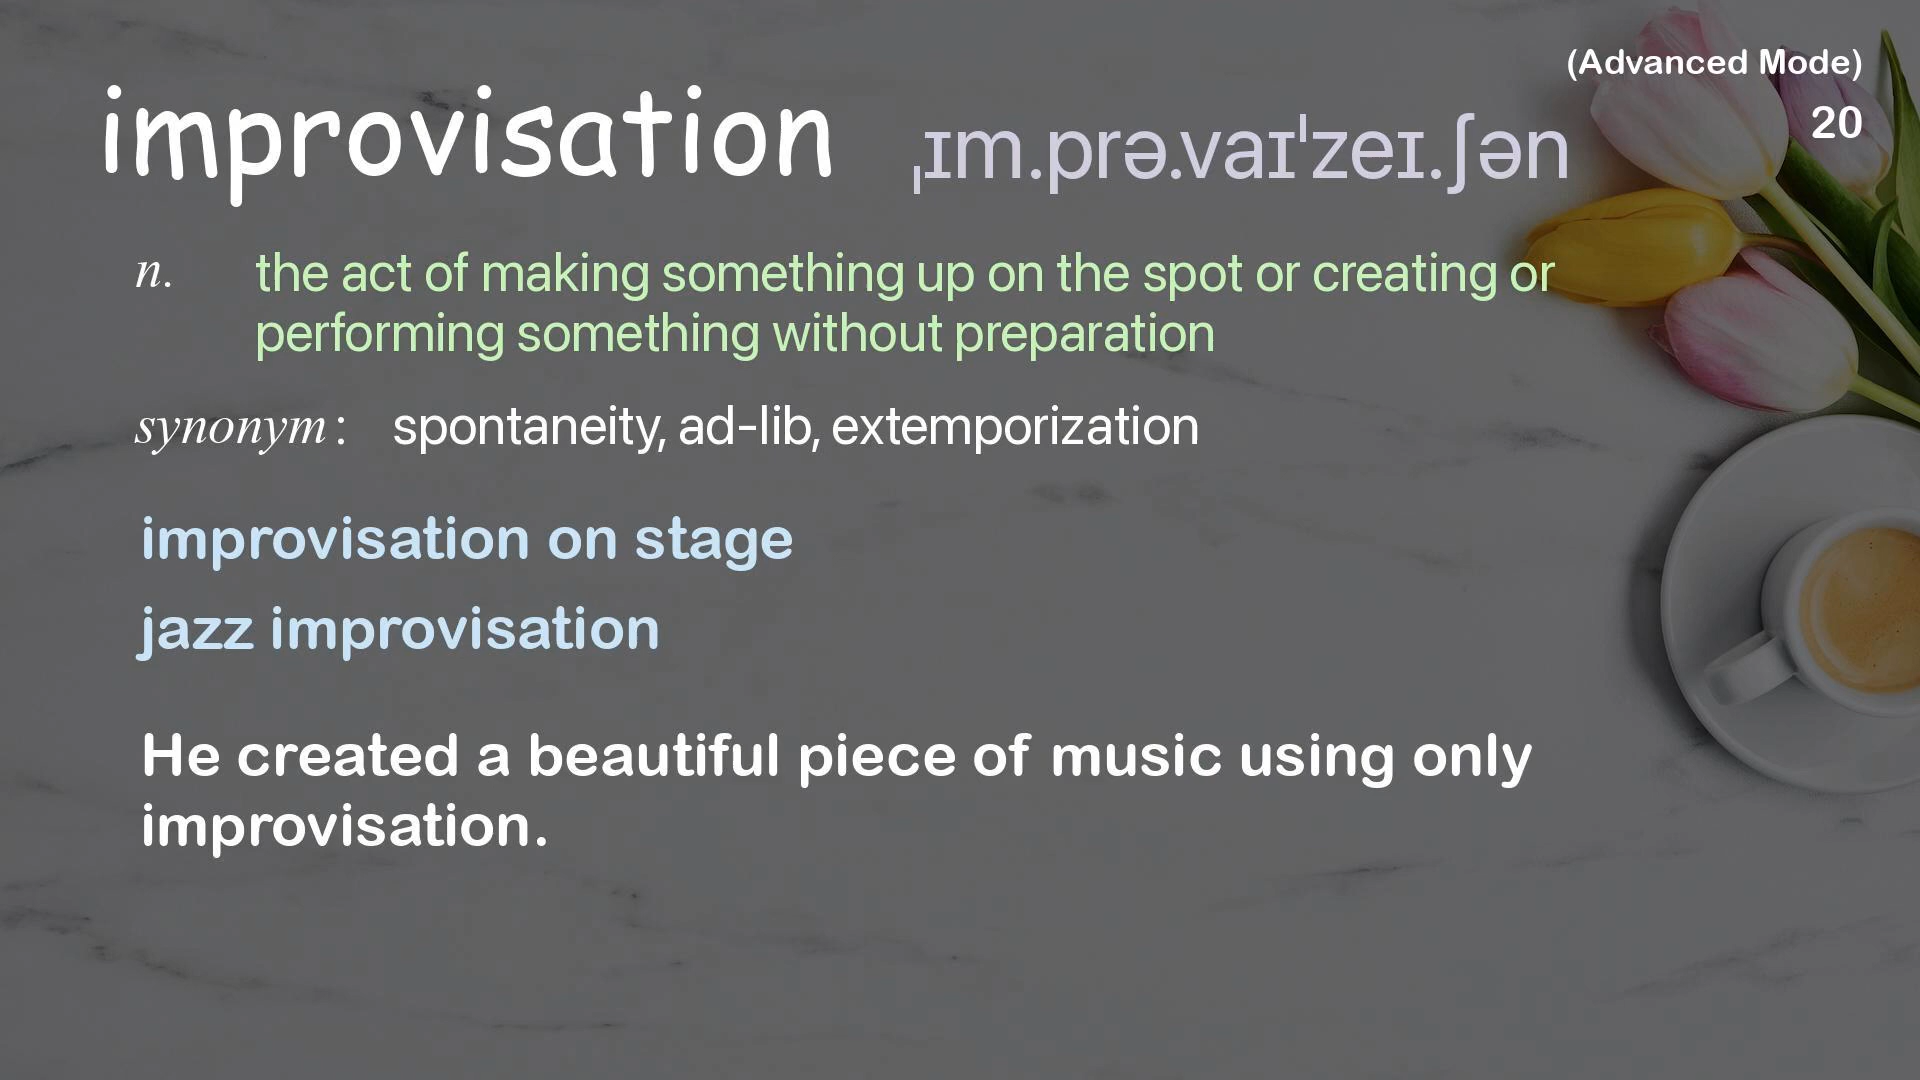 (Advanced Mode)
improvisation ˌɪm.prə.vaɪˈzeɪ.ʃən 20
n. the act of making something up on the spot or creating or
performing something without preparation
synonym: spontaneity, ad-lib, extemporization
improvisation on stage
jazz improvisation
He created a beautiful piece of music using only
improvisation.